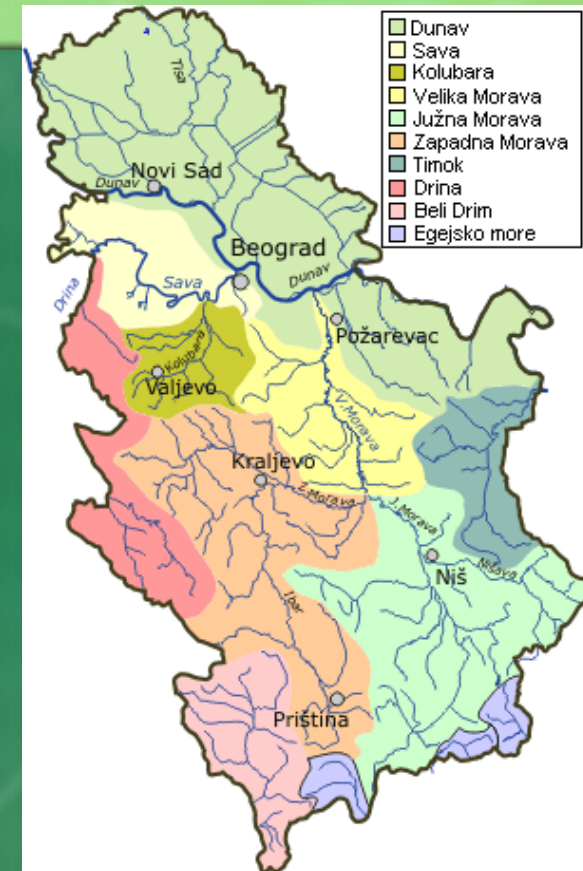 Dunav
Sava
Kolubara
Velika Morava
Južna Morava
Zapadna Morava
Timok
Drina
Beli Drim
Egejsko more
Tisa
Novi Sad
Dunav
Beograd
Dunav
Sava
Drina
Požarevac
Kolubara
Valjevo
V.Morava
Kraljevo
Z.Morava
J.Morava
Nišava
Niš
Ibar
Priština